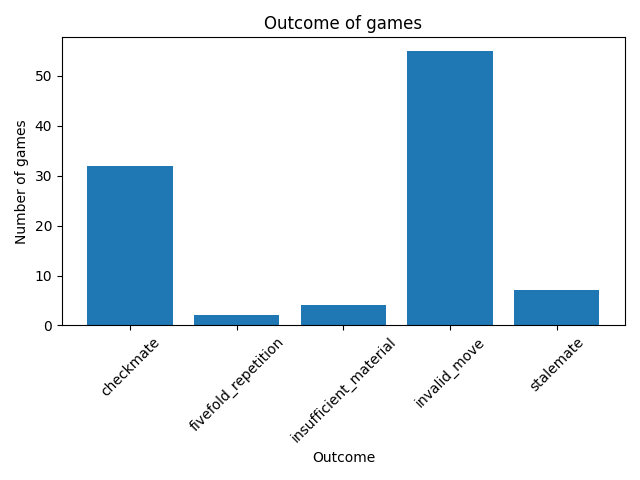 Outcome of games
Number of games
50
40
30
20
10
0
checkmate
fivefold_repetition
insufficient_material
invalid_move
stalemate
Outcome